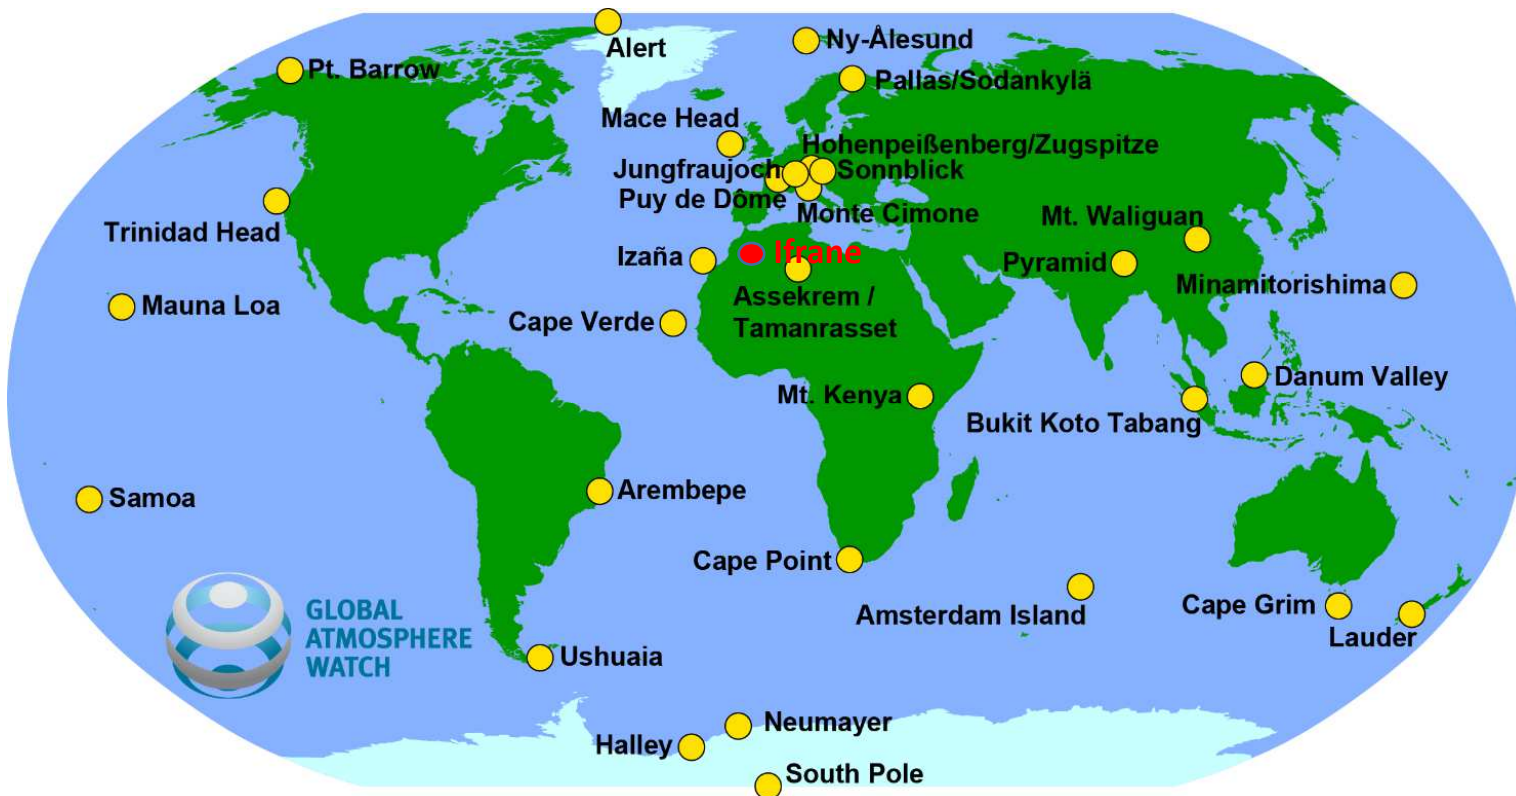 Alert
Ny-Ålesund
Pt. Barrow
Pallas/Sodankylä
Mace Head
Hohenpeißenberg/Zugspitze
Jungfraujoch
Sonnblick
Puy de Dôme
Monte Cimone
Trinidad Head
Mt. Waliguan
Izaña
Ifrane
Pyramid
Minamitorishima
Assekrem /
Tamanrasset
Mauna Loa
Cape Verde
Danum Valley
Mt. Kenya
Bukit Koto Tabang
Samoa
Arembepe
Cape Point
Amsterdam Island
Cape Grim
Lauder
GLOBAL
ATMOSPHERE
WATCH
Ushuaia
Neumayer
Halley
South Pole